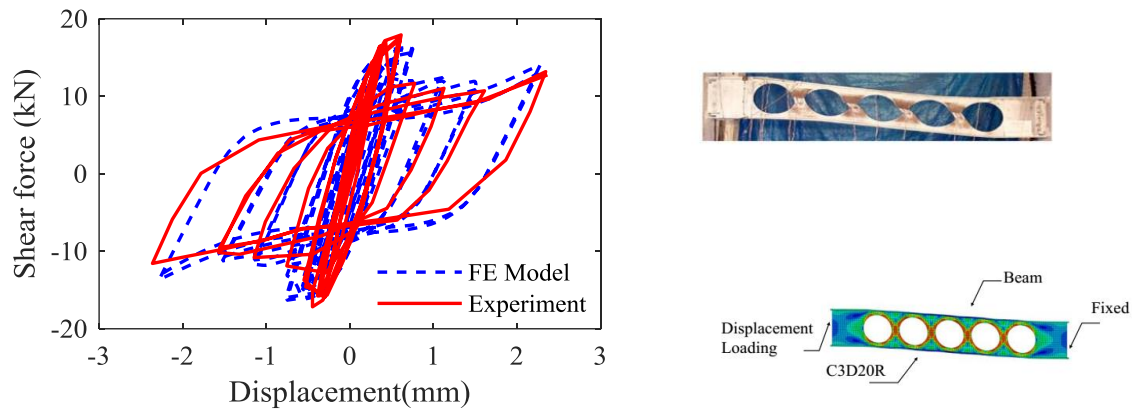 20
10
0
-10
-20
Shear force (kN)
-3
-2
-1
0
1
2
3
Displacement(mm)
FE Model
Experiment
Beam
Fixed
Displacement
Loading
C3D20R